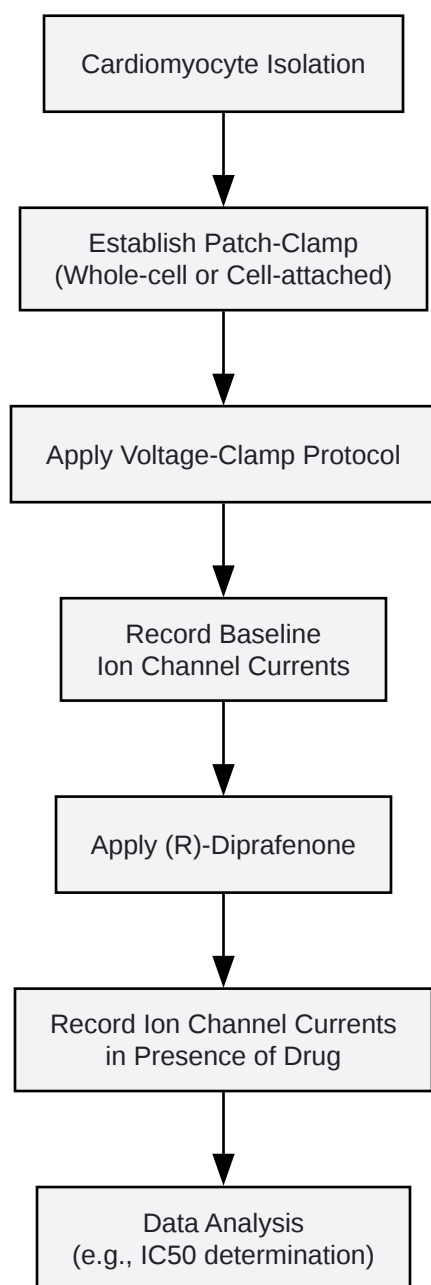 Cardiomyocyte Isolation
Establish Patch-Clamp
(Whole-cell or Cell-attached)
Apply Voltage-Clamp Protocol
Record Baseline
Ion Channel Currents
Apply (R)-Diprafenone
Record Ion Channel Currents
in Presence of Drug
Data Analysis
(e.g., IC50 determination)